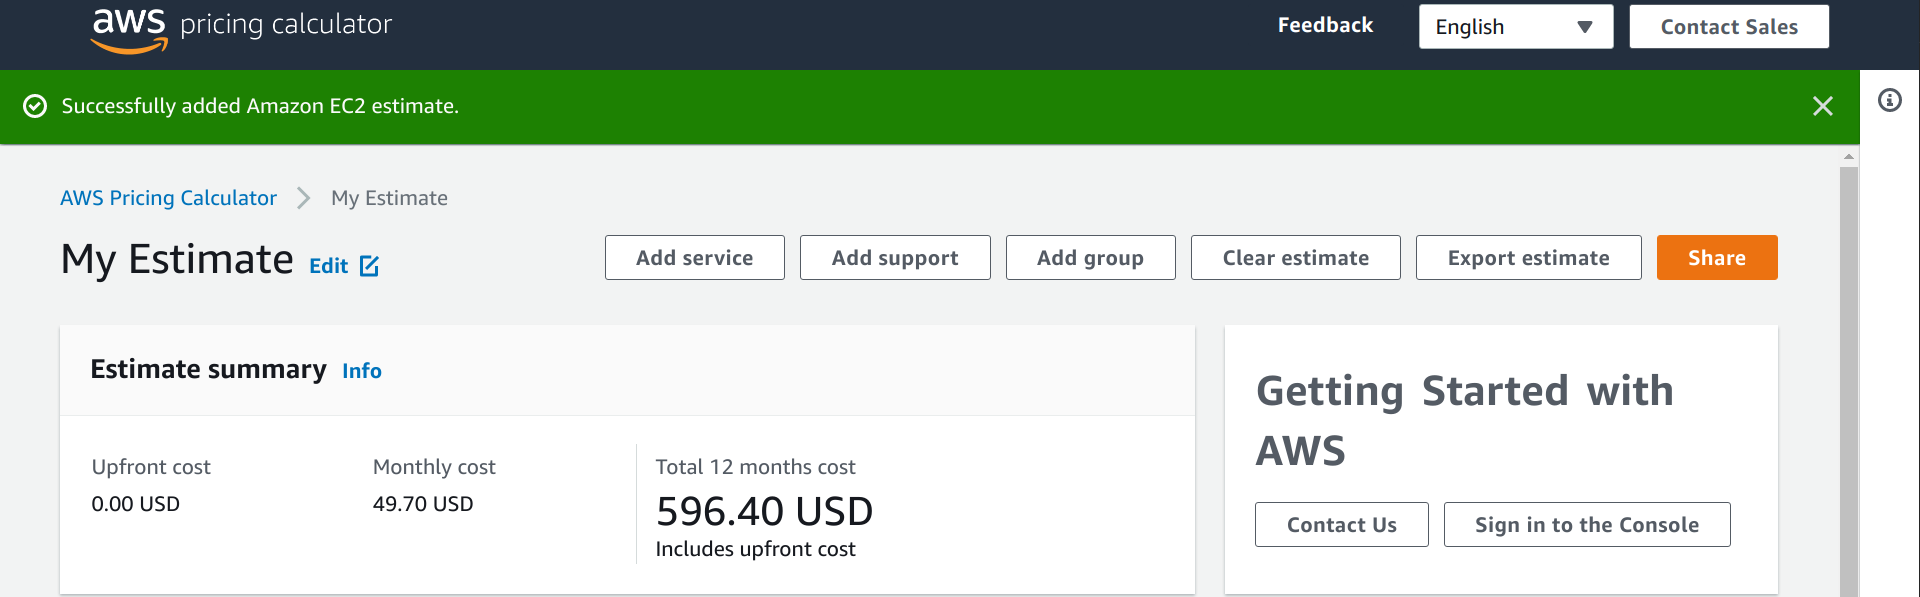 aws pricing calculator
Feedback
English
Contact Sales
Successfully added Amazon EC2 estimate.
AWS Pricing Calculator
My Estimate
My Estimate
Edit
Add service
Add support
Add group
Clear estimate
Export estimate
Share
Estimate summary
Info
Upfront cost
0.00 USD
Monthly cost
49.70 USD
Total 12 months cost
596.40 USD
Includes upfront cost
Getting Started with
AWS
Contact Us
Sign in to the Console